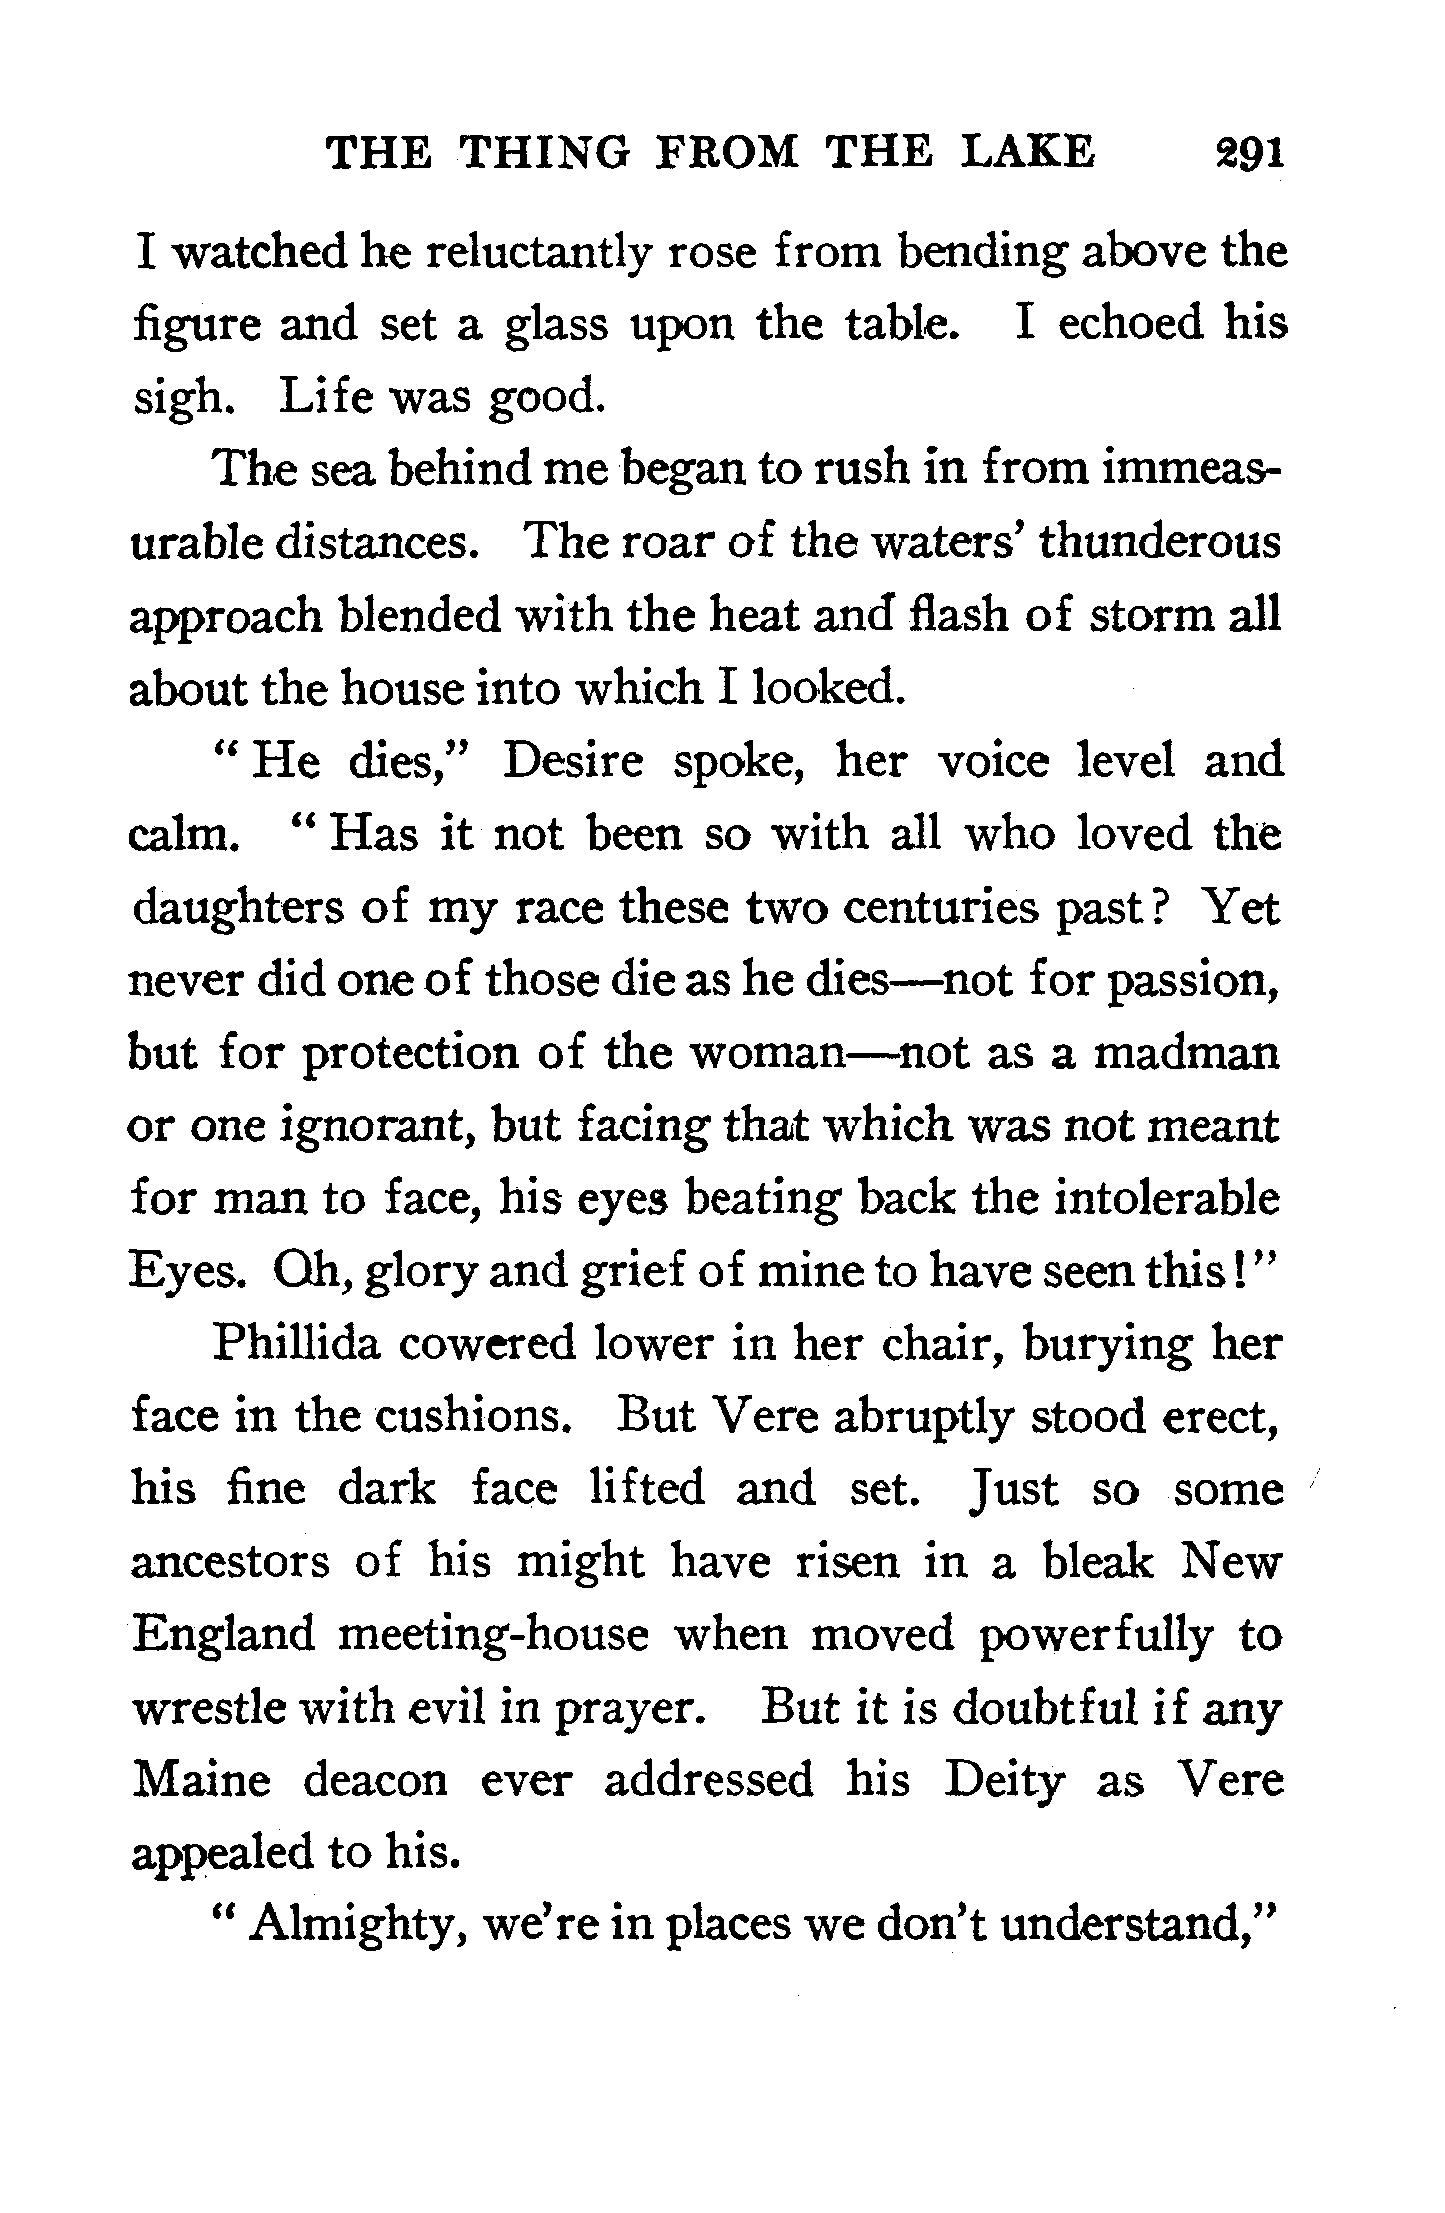 THE THING FROM THE LAKE 291
I watched he reluctantly rose from bending above the
figure and set a glass upon the table. I echoed his
sigh. Life was good.
The sea behind me began to rush in from immeas-
urable distances. The roar of the waters' thunderous
approach blended with the heat and flash of storm all
about the house into which I looked.
" He dies," Desire spoke, her voice level and
calm. " Has it not been so with all who loved the
daughters of my race these two centuries past? Yet
never did one of those die as he dies—not for passion,
but for protection of the woman—not as a madman
or one ignorant, but facing that which was not meant
for man to face, his eyes beating back the intolerable
Eyes. Oh, glory and grief of mine to have seen this!"
Phillida cowered lower in her chair, burying her
face in the cushions. But Vere abruptly stood erect,
his fine dark face lifted and set. Just so some
ancestors of his might have risen in a bleak New
England meeting-house when moved powerfully to
wrestle with evil in prayer. But it is doubtful if any
Maine deacon ever addressed his Deity as Vere
appealed to his.
" Almighty, we're in places we don't understand,"